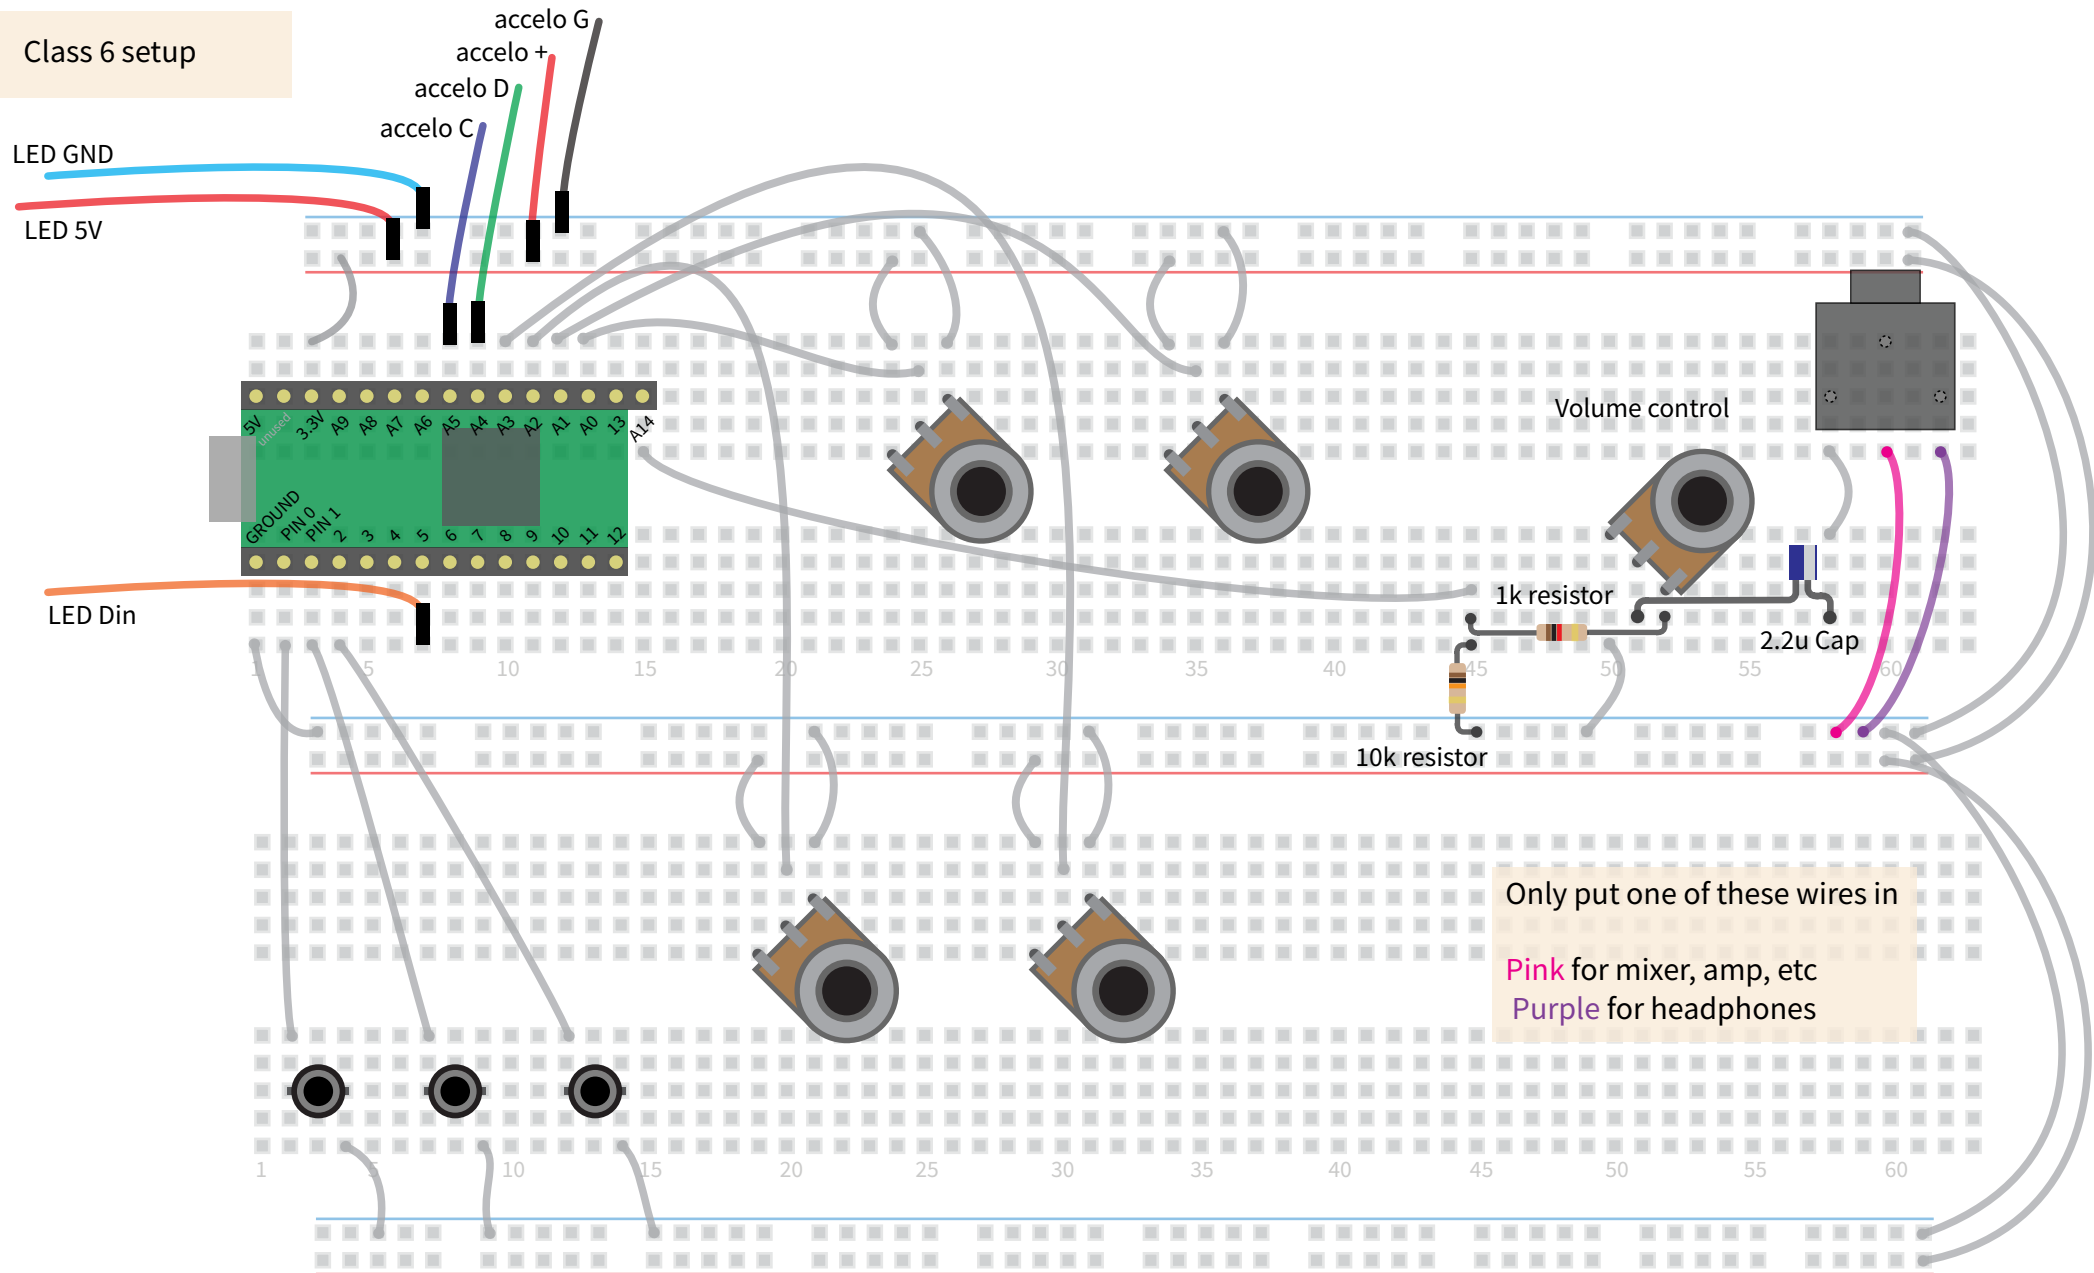 Class 6 setup
accelo G
accelo +
accelo D
accelo C
LED GND
LED 5V
5V
unused
3.3V
A9
A8
A7
A6
A5
A4
A3
A2
A1
A0
13
A14
GROUND
PIN 0
PIN 1
2
3
4
5
6
7
8
9
10
11
12
LED Din
Volume control
1k resistor
2.2u Cap
10k resistor
1 5 10 15 20 25 30 35 40 45 50 55 60
Only put one of these wires in
Pink for mixer, amp, etc
Purple for headphones
1 5 10 15 20 25 30 35 40 45 50 55 60